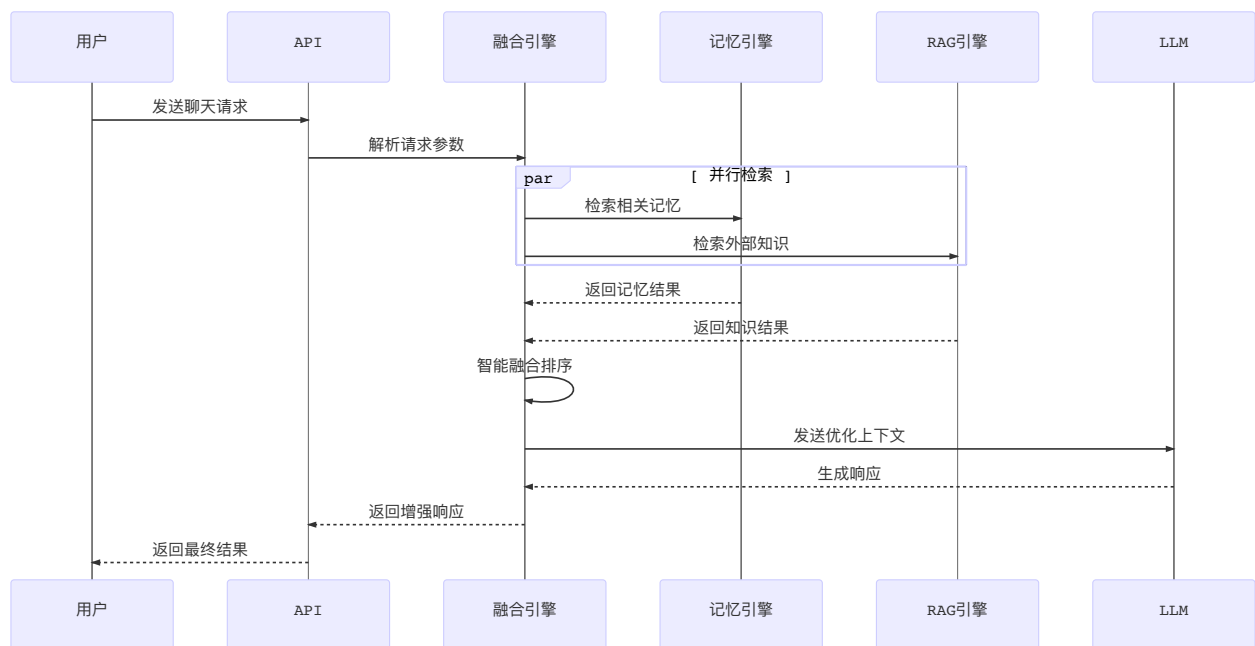 用户 API 融合引擎 记忆引擎 RAG引擎 LLM
发送聊天请求
解析请求参数
par [ 并行检索 ]
检索相关记忆
检索外部知识
返回记忆结果
返回知识结果
智能融合排序
发送优化上下文
生成响应
返回增强响应
返回最终结果
用户 API 融合引擎 记忆引擎 RAG引擎 LLM